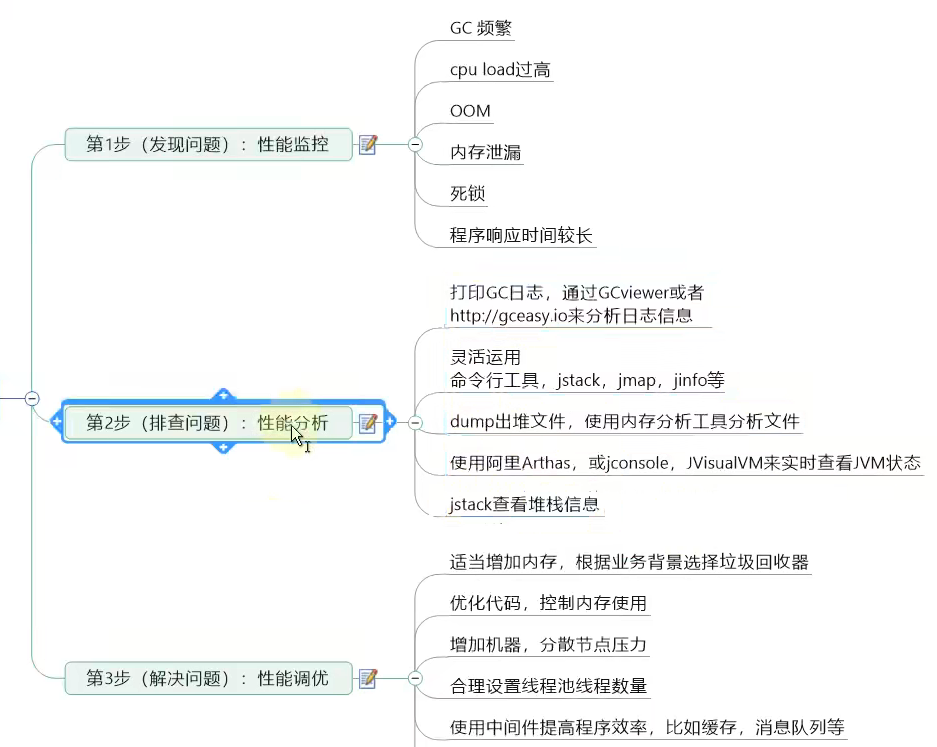 第1步（发现问题）：性能监控
GC 频繁
cpu load过高
OOM
内存泄漏
死锁
程序响应时间较长
第2步（排查问题）：性能分析
打印GC日志，通过GCviewer或者
http://gceasy.io来分析日志信息
灵活运用
命令行工具，jstack，jmap，jinfo等
dump出堆文件，使用内存分析工具分析文件
使用阿里Arthas，或jconsole，JVisualVM来实时查看JVM状态
jstack查看堆栈信息
第3步（解决问题）：性能调优
适当增加内存，根据业务背景选择垃圾回收器
优化代码，控制内存使用
增加机器，分散节点压力
合理设置线程池线程数量
使用中间件提高程序效率，比如缓存，消息队列等